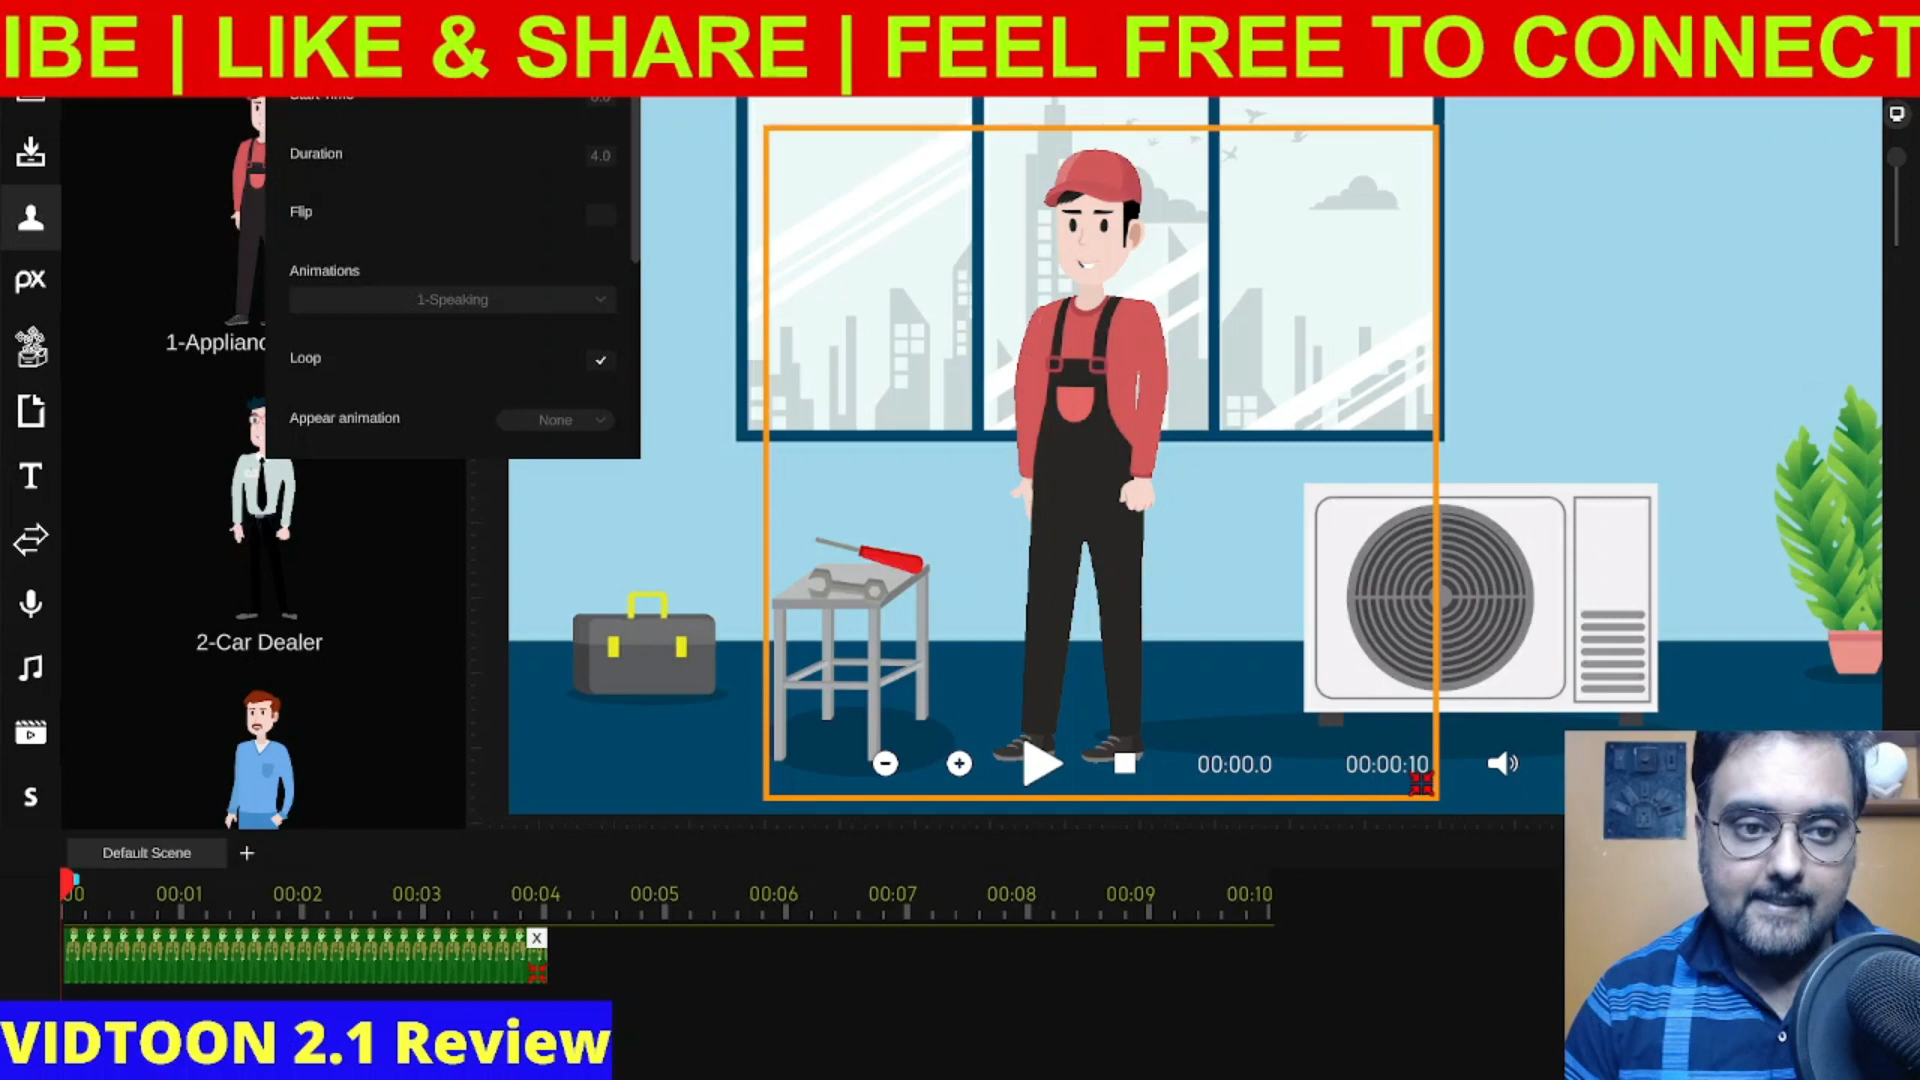 IBE | LIKE & SHARE | FEEL FREE TO CONNECT
Duration
4.0
Flip
Animations
1-Speaking
Loop
Appear animation
None
px
T
S
2-Car Dealer
00:00.0
00:00:10
Default Scene +
00 00:01 00:02 00:03 00:04 00:05 00:06 00:07 00:08 00:09 00:10
X
VIDTOON 2.1 Review